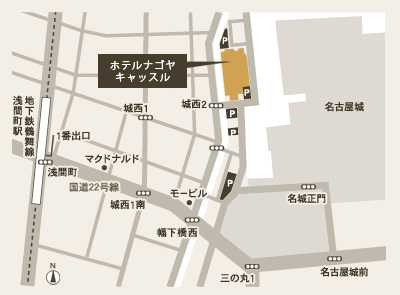 ホテルナゴヤ
キャッスル
P
P
P
P
P
名古屋城
城西1
城西2
地下鉄鶴舞線
浅間町駅
1番出口
マクドナルド
浅間町
国道22号線
城西1南
モービル
幅下橋西
名城正門
三の丸1
名古屋城前
N